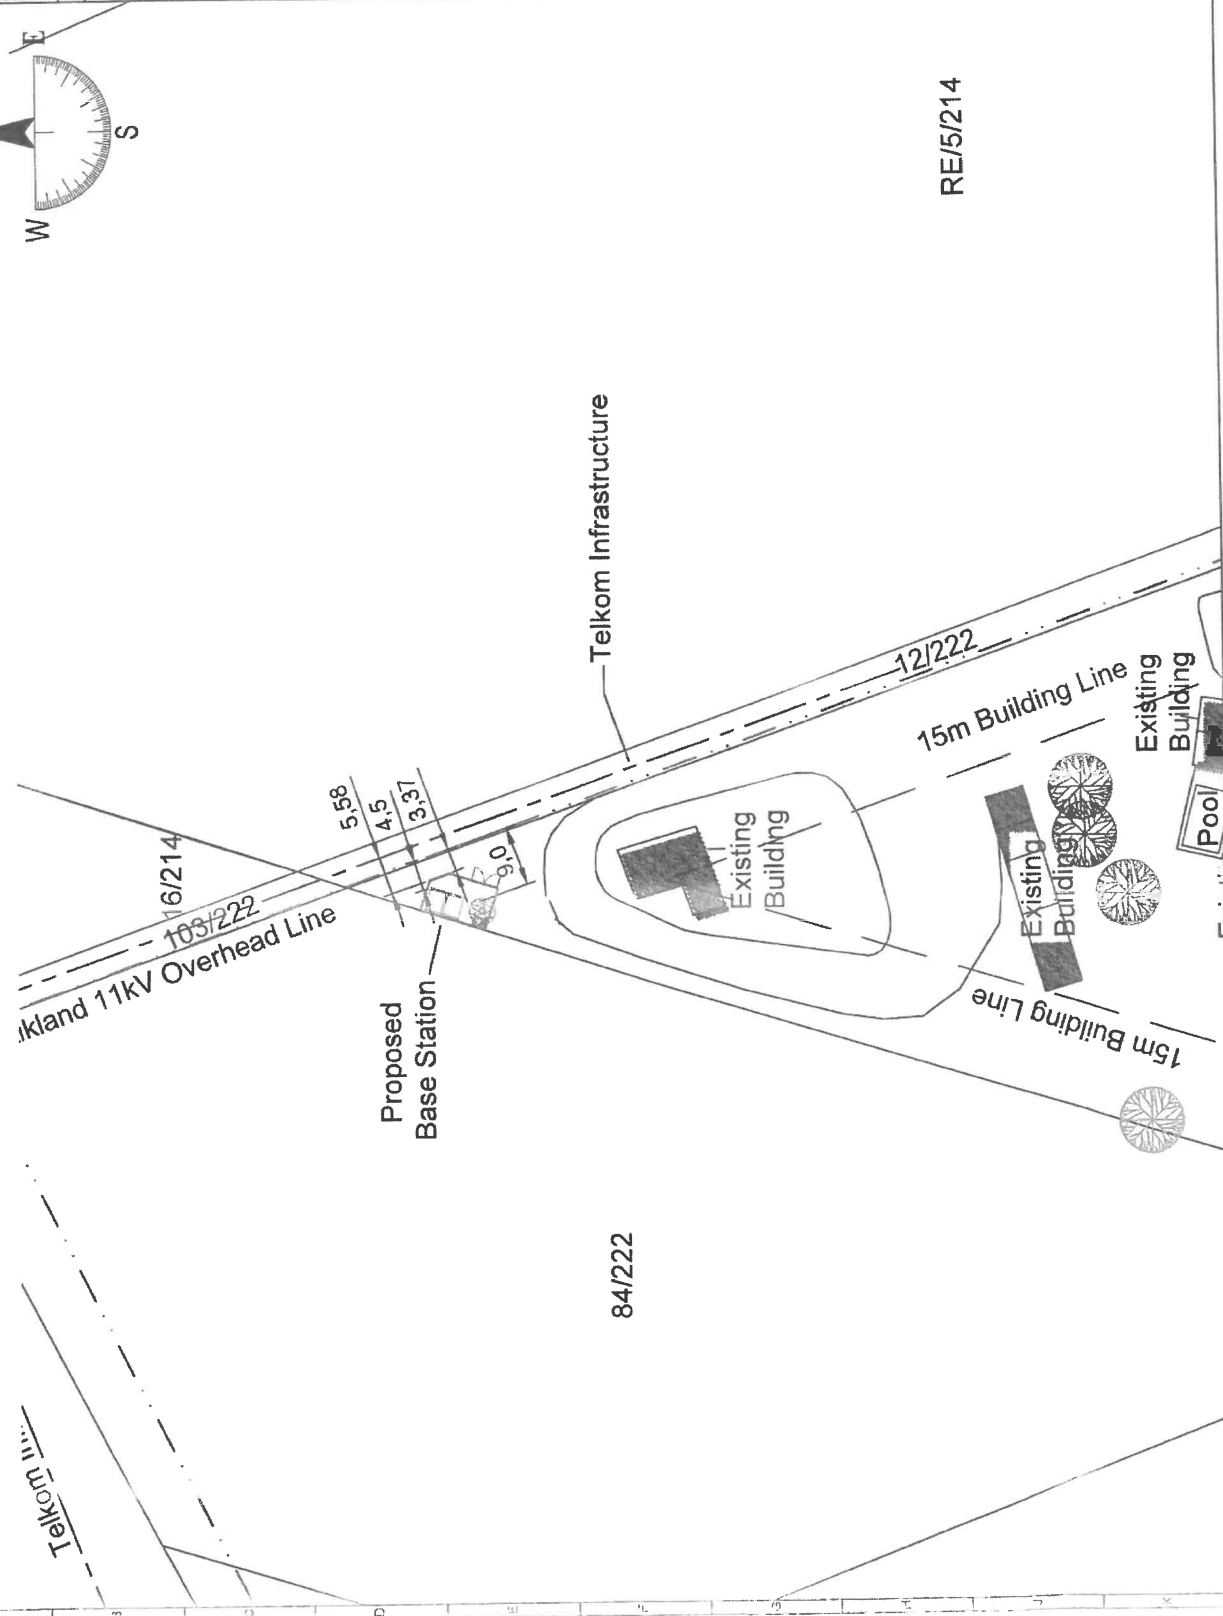 E
S
W
RE/5/214
Telkom Infrastructure
16/214
103/222
kland 11kV Overhead Line
5,58
4,5
3,37
9,0
Proposed
Base Station
12/222
15m Building Line
Existing
Building
Existing
Building
Existing
Building
Pool
15m Building Line
84/222
Telkom